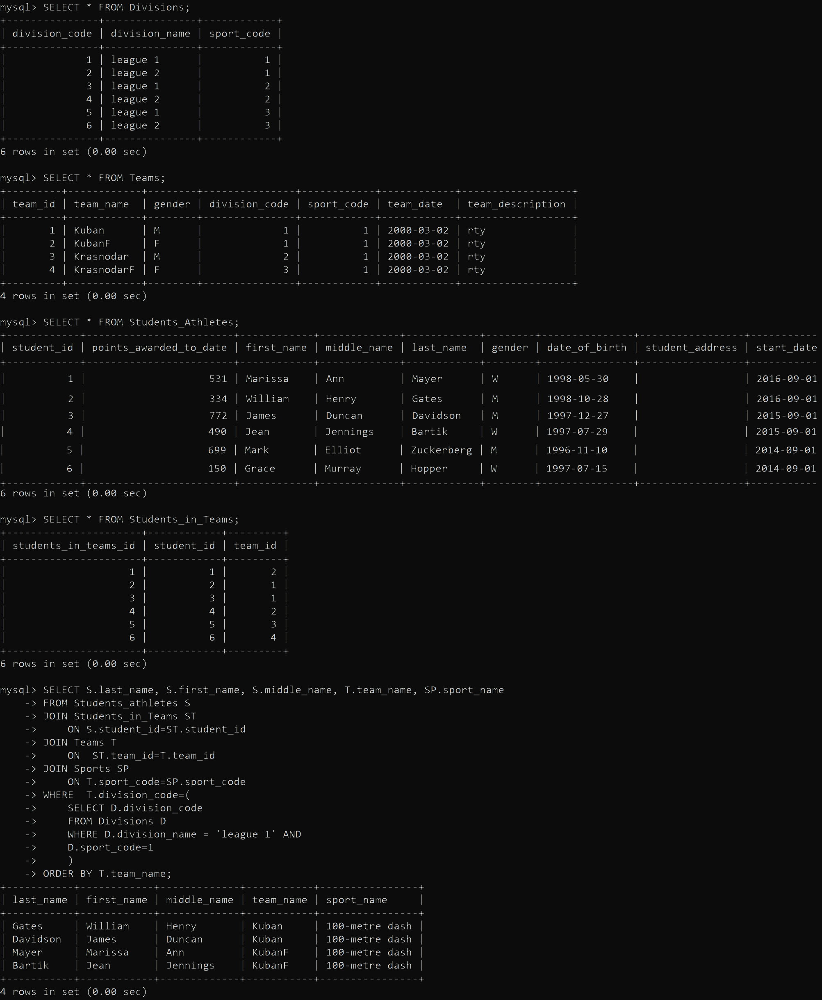 mysql> SELECT * FROM Divisions;
+---------------+---------------+------------+
| division_code | division_name | sport_code |
+---------------+---------------+------------+
|             1 | league 1      |          1 |
|             2 | league 2      |          1 |
|             3 | league 1      |          2 |
|             4 | league 2      |          2 |
|             5 | league 1      |          3 |
|             6 | league 2      |          3 |
+---------------+---------------+------------+
6 rows in set (0.00 sec)

mysql> SELECT * FROM Teams;
+---------+------------+--------+---------------+------------+------------+------------------+
| team_id | team_name  | gender | division_code | sport_code | team_date  | team_description |
+---------+------------+--------+---------------+------------+------------+------------------+
|       1 | Kuban      | M      |             1 |          1 | 2000-03-02 | rty              |
|       2 | KubanF     | F      |             1 |          1 | 2000-03-02 | rty              |
|       3 | Krasnodar  | M      |             2 |          1 | 2000-03-02 | rty              |
|       4 | KrasnodarF | F      |             3 |          1 | 2000-03-02 | rty              |
+---------+------------+--------+---------------+------------+------------+------------------+
4 rows in set (0.00 sec)

mysql> SELECT * FROM Students_Athletes;
+------------+------------------------+------------+-------------+------------+--------+---------------+-----------------+-----------
| student_id | points_awarded_to_date | first_name | middle_name | last_name  | gender | date_of_birth | student_address | start_date
+------------+------------------------+------------+-------------+------------+--------+---------------+-----------------+-----------
|          1 |                    531 | Marissa    | Ann         | Mayer      | W      | 1998-05-30    |                 | 2016-09-01
|          2 |                    334 | William    | Henry       | Gates      | M      | 1998-10-28    |                 | 2016-09-01
|          3 |                    772 | James      | Duncan      | Davidson   | M      | 1997-12-27    |                 | 2015-09-01
|          4 |                    490 | Jean       | Jennings    | Bartik     | W      | 1997-07-29    |                 | 2015-09-01
|          5 |                    699 | Mark       | Elliot      | Zuckerberg | M      | 1996-11-10    |                 | 2014-09-01
|          6 |                    150 | Grace      | Murray      | Hopper     | W      | 1997-07-15    |                 | 2014-09-01
+------------+------------------------+------------+-------------+------------+--------+---------------+-----------------+-----------
6 rows in set (0.00 sec)

mysql> SELECT * FROM Students_in_Teams;
+----------------------+------------+---------+
| students_in_teams_id | student_id | team_id |
+----------------------+------------+---------+
|                    1 |          1 |       2 |
|                    2 |          2 |       1 |
|                    3 |          3 |       1 |
|                    4 |          4 |       2 |
|                    5 |          5 |       3 |
|                    6 |          6 |       4 |
+----------------------+------------+---------+
6 rows in set (0.00 sec)

mysql> SELECT S.last_name, S.first_name, S.middle_name, T.team_name, SP.sport_name
    -> FROM Students_athletes S
    -> JOIN Students_in_Teams ST
    ->     ON S.student_id=ST.student_id
    -> JOIN Teams T
    ->     ON  ST.team_id=T.team_id
    -> JOIN Sports SP
    ->     ON T.sport_code=SP.sport_code
    -> WHERE  T.division_code=(
    ->     SELECT D.division_code
    ->     FROM Divisions D
    ->     WHERE D.division_name = 'league 1' AND
    ->     D.sport_code=1
    ->     )
    -> ORDER BY T.team_name;
+-----------+------------+-------------+-----------+----------------+
| last_name | first_name | middle_name | team_name | sport_name     |
+-----------+------------+-------------+-----------+----------------+
| Gates     | William    | Henry       | Kuban     | 100-metre dash |
| Davidson  | James      | Duncan      | Kuban     | 100-metre dash |
| Mayer     | Marissa    | Ann         | KubanF    | 100-metre dash |
| Bartik    | Jean       | Jennings    | KubanF    | 100-metre dash |
+-----------+------------+-------------+-----------+----------------+
4 rows in set (0.00 sec)